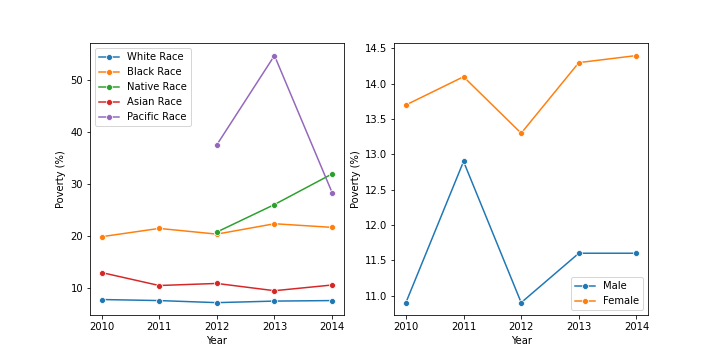 White Race
Black Race
Native Race
Asian Race
Pacific Race
50
40
30
20
10
Poverty (%)
2010 2011 2012 2013 2014
Year
14.5
14.0
13.5
13.0
12.5
12.0
11.5
11.0
Poverty (%)
Male
Female
2010 2011 2012 2013 2014
Year